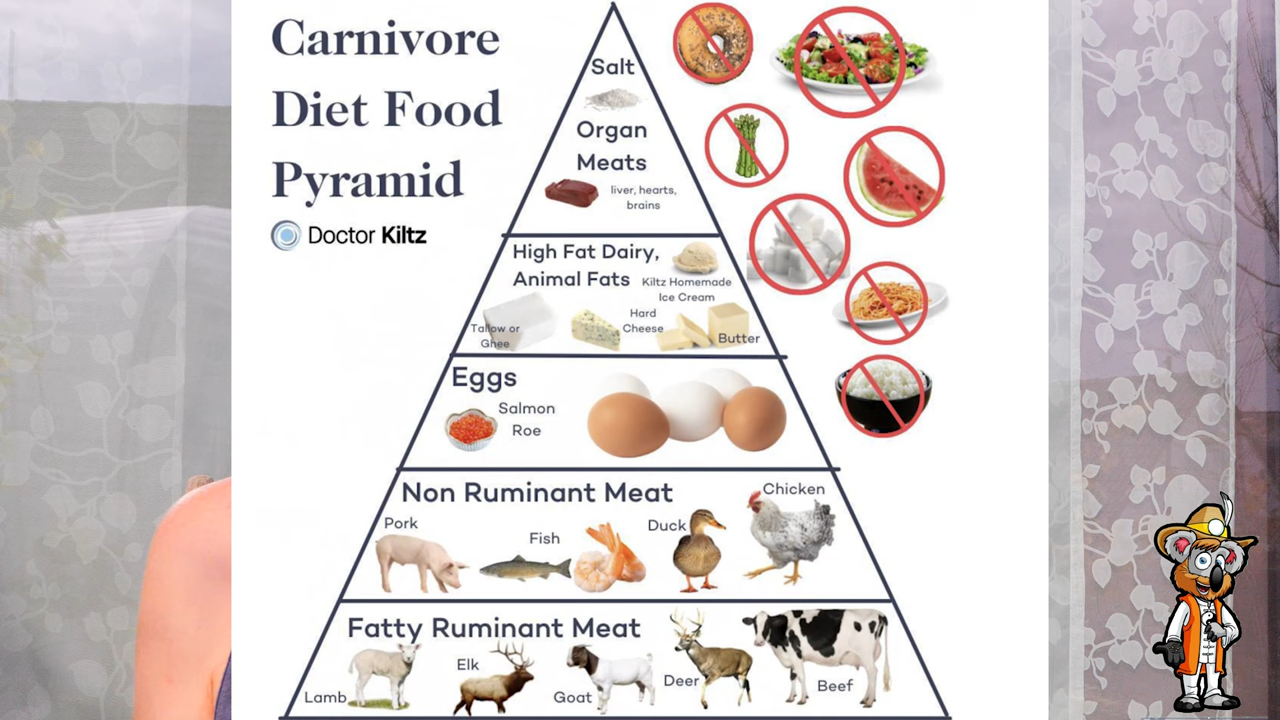 Carnivore
Diet Food
Pyramid
Doctor Kiltz
Salt
Organ
Meats
liver, hearts,
brains
High Fat Dairy,
Animal Fats
Kiltz Homemade
Ice Cream
Tallow or
Ghee
Hard
Cheese
Butter
Eggs
Salmon
Roe
Non Ruminant Meat
Pork
Fish
Duck
Chicken
Fatty Ruminant Meat
Lamb
Elk
Goat
Deer
Beef